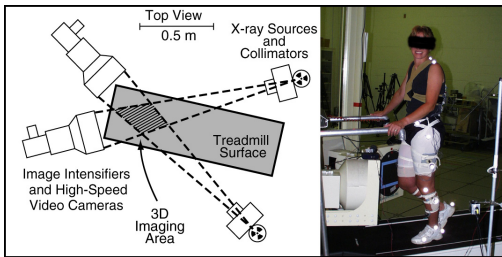 Top View
0.5 m
X-ray Sources
and
Collimators
Treadmill
Surface
Image Intensifiers
and High-Speed
Video Cameras
3D
Imaging
Area